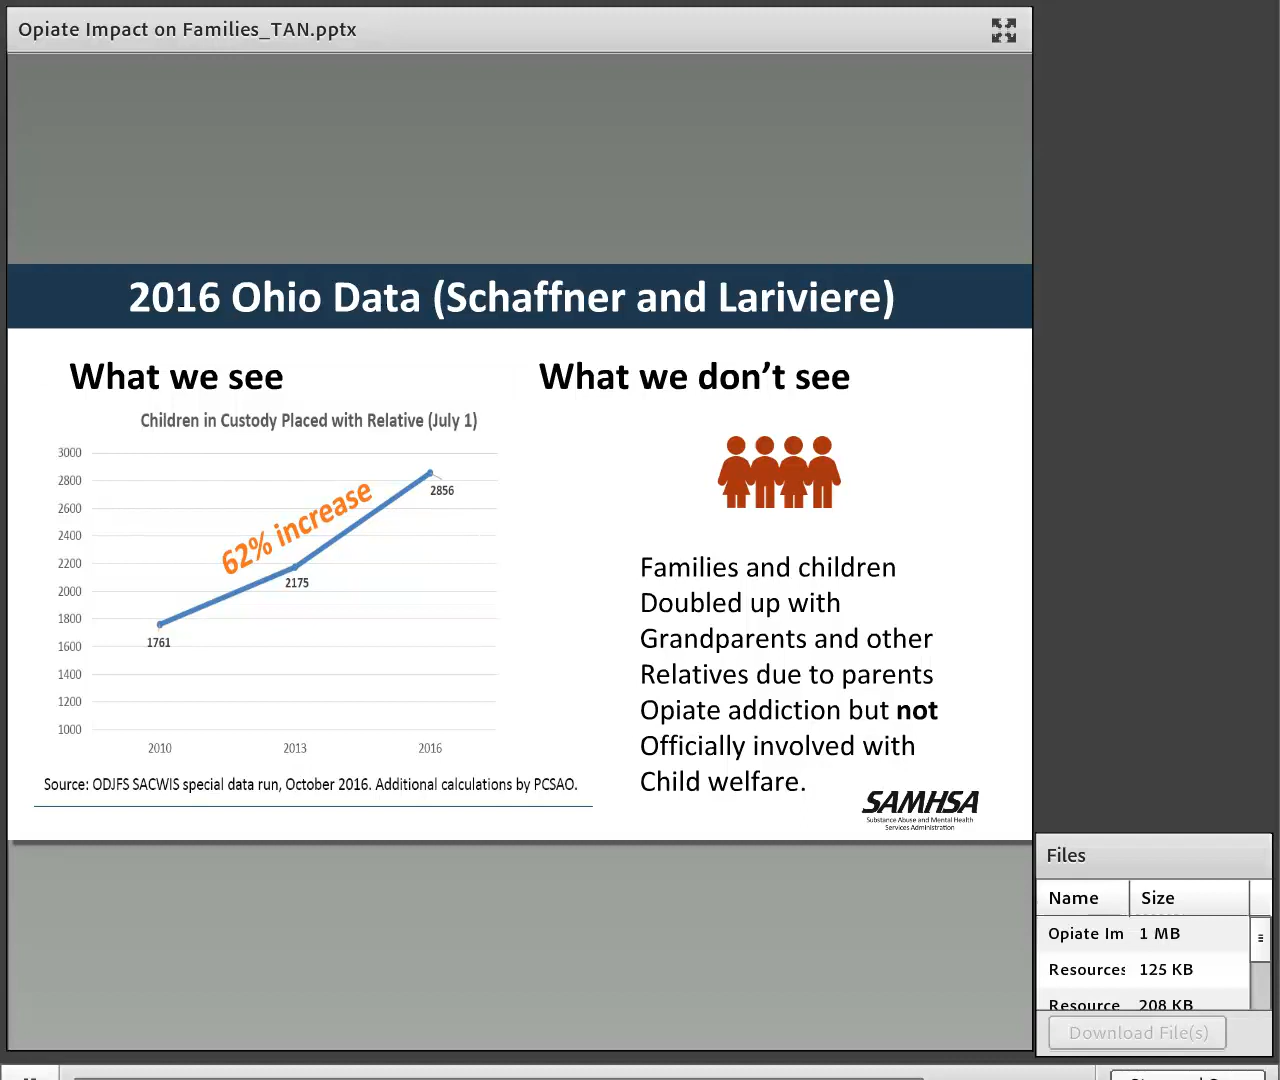 Opiate Impact on Families_TAN.pptx
2016 Ohio Data (Schaffner and Lariviere)
What we see
Children in Custody Placed with Relative (July 1)
3000
2800
2600
2400
2200
2000
1800
1600
1400
1200
1000
62% increase
1761
2175
2856
2010 2013 2016
Source: ODJFS SACWIS special data run, October 2016. Additional calculations by PCSAO.
What we don't see
Families and children
Doubled up with
Grandparents and other
Relatives due to parents
Opiate addiction but not
Officially involved with
Child welfare.
SAMHSA
Substance Abuse and Mental Health
Services Administration
Files
Name Size
Opiate Im 1 MB
Resources 125 KB
Resource 208 KB
Download File(s)